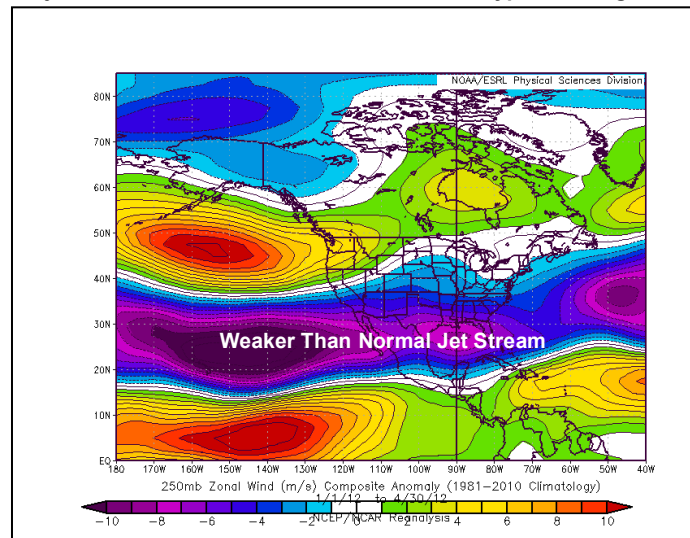 NOAA/ESRL Physical Sciences Division
80N
70N
60N
50N
40N
30N
Weaker Than Normal Jet Stream
20N
10N
EQ
180 170W 160W 150W 140W 130W 120W 110W 100W 90W 80W 70W 60W 50W 40W
250mb Zonal Wind (m/s) Composite Anomaly (1981-2010 Climatology)
1/1/12 to 4/30/12
-10 -8 -6 -4 -2 0 2 4 6 8 10
NCEP/NCAR Reanalysis